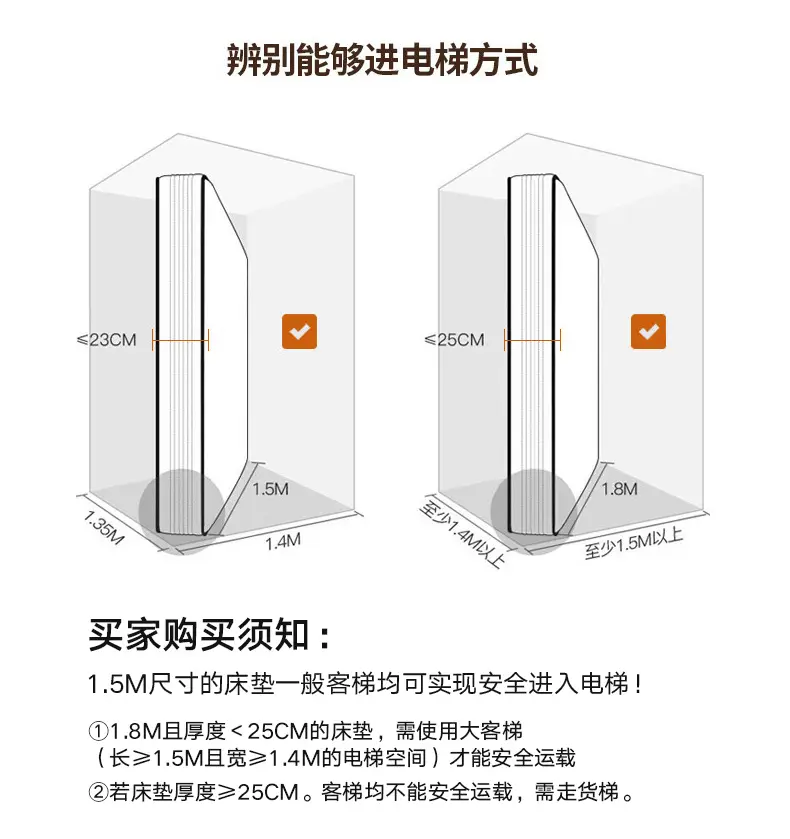 辨别能够进电梯方式
≤23CM
1.5M
1.35M
1.4M
≤25CM
1.8M
至少1.4M以上
至少1.5M以上
买家购买须知：
1.5M尺寸的床垫一般客梯均可实现安全进入电梯！
①1.8M且厚度＜25CM的床垫，需使用大客梯
（长≥1.5M且宽≥1.4M的电梯空间）才能安全运载
②若床垫厚度≥25CM。客梯均不能安全运载，需走货梯。